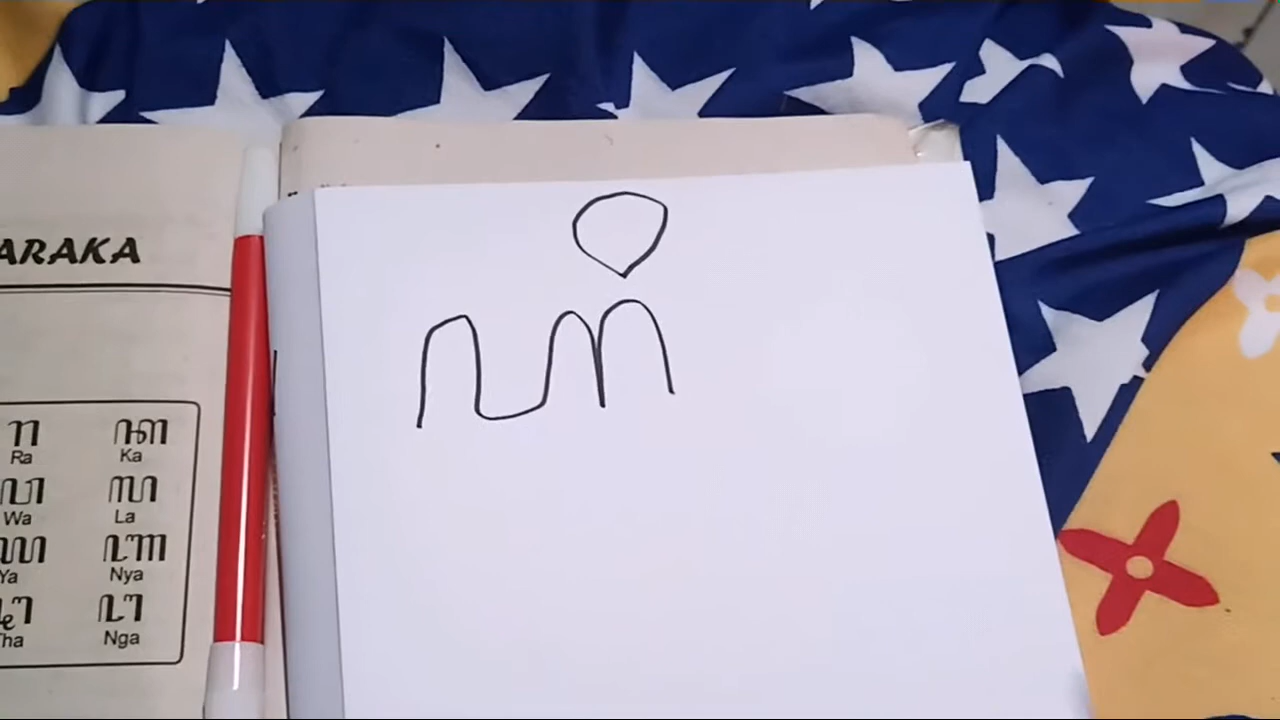 ARAKA
ꦲꦶ
ꦫ ꦏ
Ra Ka
ꦮ ꦭ
Wa La
ꦪ ꦚ
Ya Nya
ꦛ ꦔ
Tha Nga